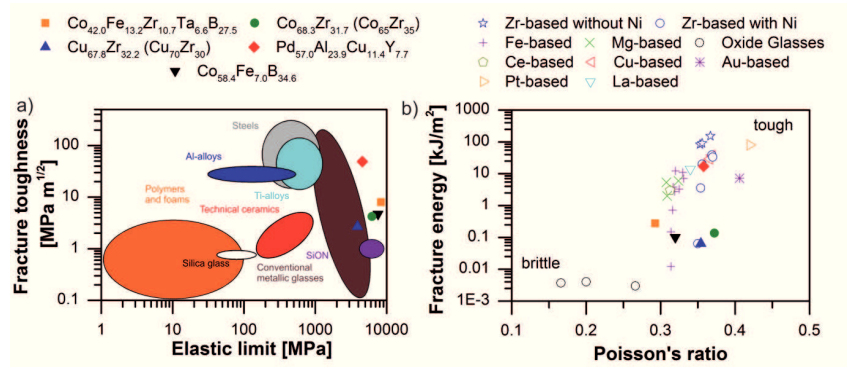 Co42.0Fe13.2Zr10.7Ta6.6B27.5
Co68.3Zr31.7 (Co65Zr35)
Cu67.8Zr32.2 (Cu70Zr30)
Pd57.0Al23.9Cu11.4Y7.7
Co58.4Fe7.0B34.6
Zr-based without Ni
Zr-based with Ni
Fe-based
Mg-based
Oxide Glasses
Ce-based
Cu-based
Au-based
Pt-based
La-based
a)
Fracture toughness
[MPa m1/2]
100
10
1
0.1
Steels
Al-alloys
Ti-alloys
Polymers
and foams
Technical ceramics
Silica glass
SiON
Conventional
metallic glasses
1
10
100
1000
10000
Elastic limit [MPa]
b)
Fracture energy [kJ/m2]
1000
100
10
1
0.1
0.01
1E-3
tough
brittle
0.1
0.2
0.3
0.4
0.5
Poisson's ratio